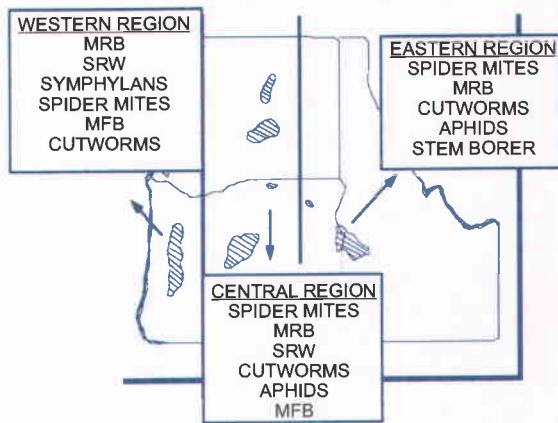 WESTERN REGION
MRB
SRW
SYMPHYLANS
SPIDER MITES
MFB
CUTWORMS
EASTERN REGION
SPIDER MITES
MRB
CUTWORMS
APHIDS
STEM BORER
CENTRAL REGION
SPIDER MITES
MRB
SRW
CUTWORMS
APHIDS
MFB